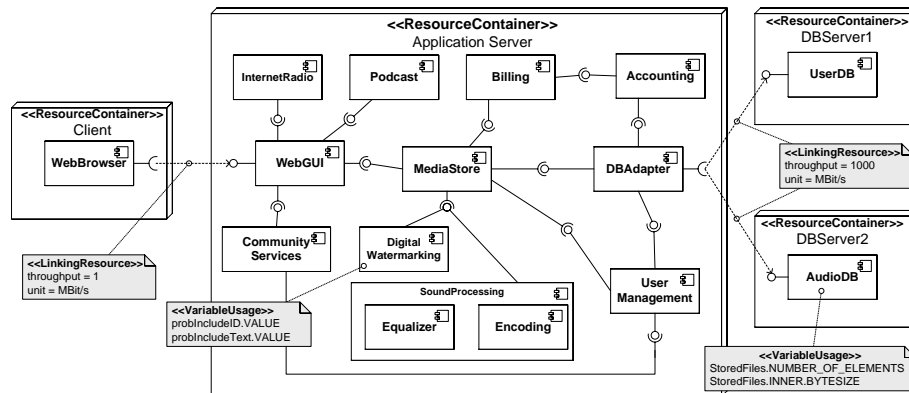 <<ResourceContainer>>
Application Server
InternetRadio
Podcast
Billing
Accounting
<<ResourceContainer>>
DBServer1
UserDB
<<ResourceContainer>>
Client
WebBrowser
WebGUI
MediaStore
DBAdapter
<<LinkingResource>>
throughput = 1000
unit = MBit/s
<<LinkingResource>>
throughput = 1
unit = MBit/s
Community
Services
Digital
Watermarking
<<VariableUsage>>
probIncludeID.VALUE
probIncludeText.VALUE
SoundProcessing
Equalizer
Encoding
User
Management
<<ResourceContainer>>
DBServer2
AudioDB
<<VariableUsage>>
StoredFiles.NUMBER_OF_ELEMENTS
StoredFiles.INNER.BYTESIZE